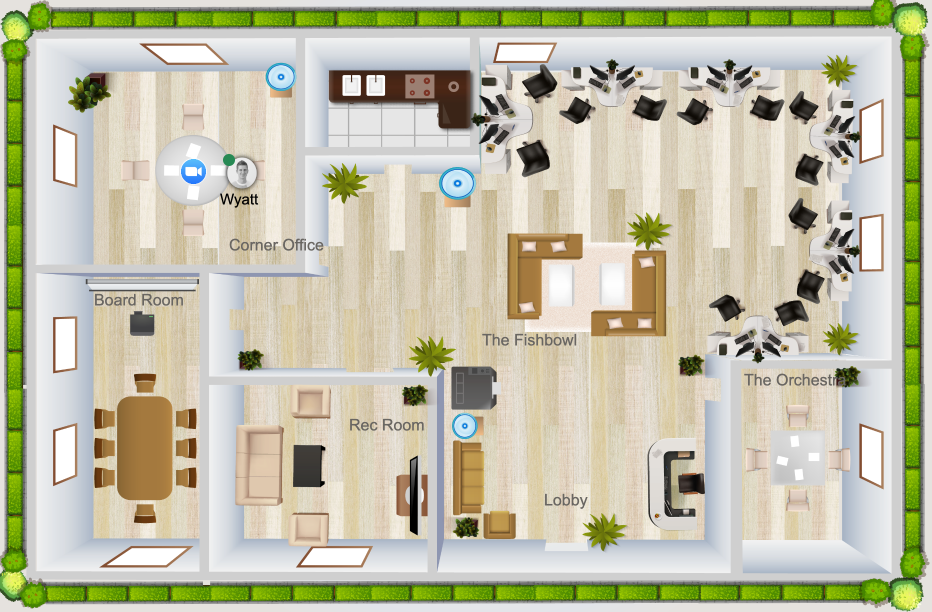 Wyatt
Corner Office
Board Room
The Fishbowl
The Orchestra
Rec Room
Lobby